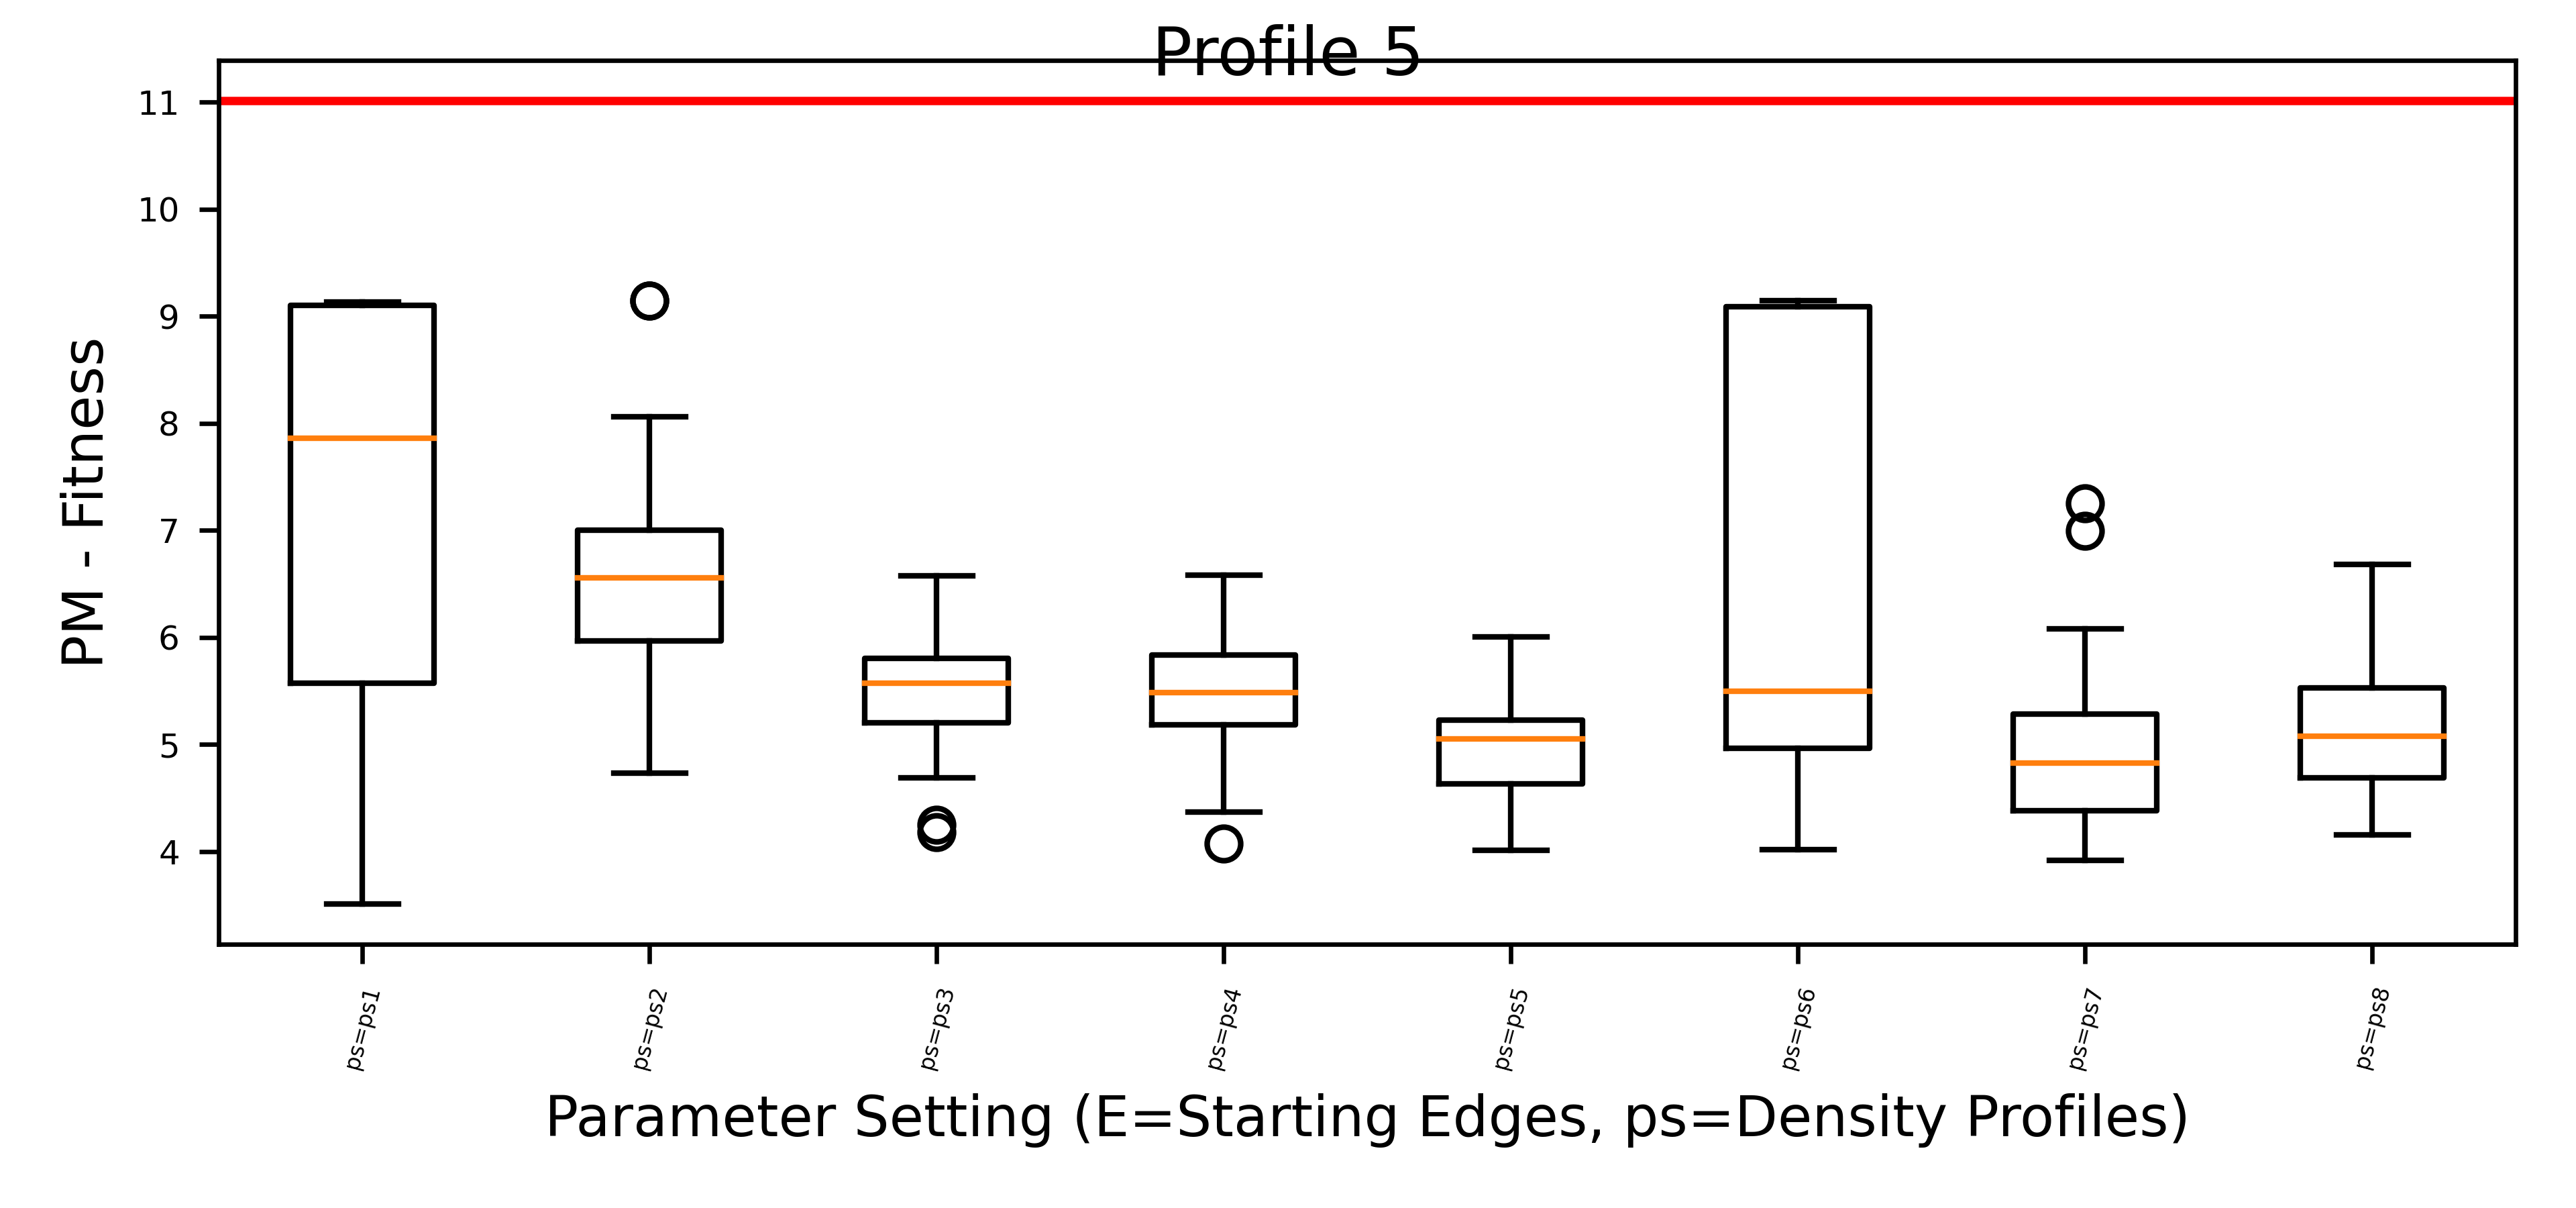 Profile 5
PM - Fitness
11
10
9
8
7
6
5
4
ps=ps1
ps=ps2
ps=ps3
ps=ps4
ps=ps5
ps=ps6
ps=ps7
ps=ps8
Parameter Setting (E=Starting Edges, ps=Density Profiles)